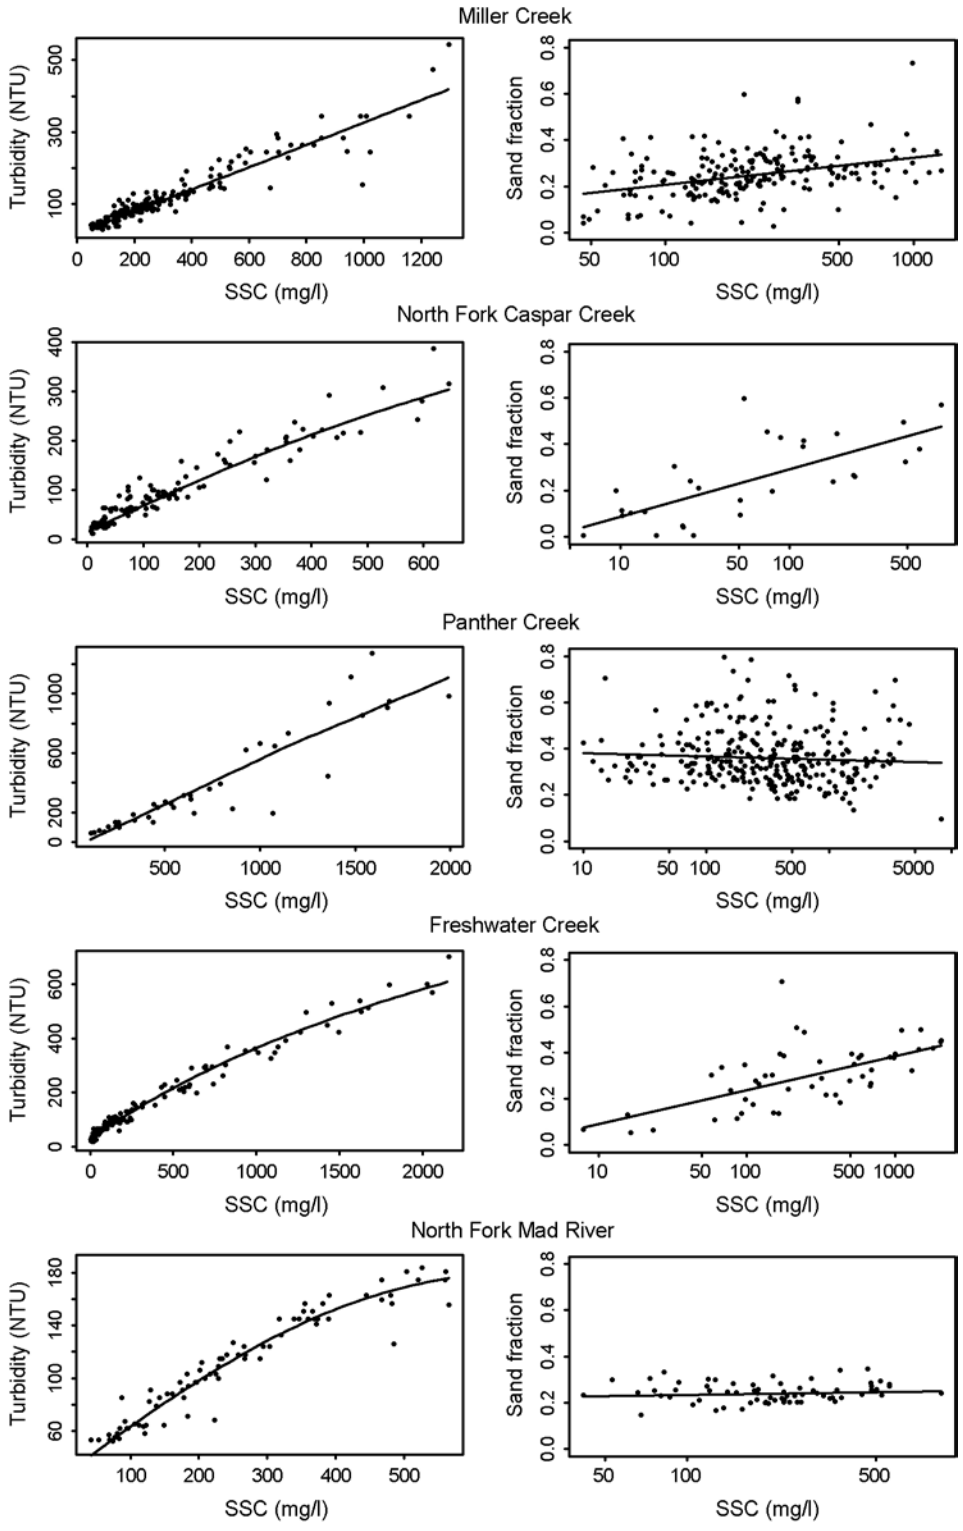 Miller Creek
Turbidity (NTU)
100 300 500
0 200 400 600 800 1000 1200
SSC (mg/l)
Sand fraction
0.0 0.2 0.4 0.6 0.8
50 100 500 1000
SSC (mg/l)
North Fork Caspar Creek
Turbidity (NTU)
0 100 200 300 400
0 100 200 300 400 500 600
SSC (mg/l)
Sand fraction
0.0 0.2 0.4 0.6 0.8
10 50 100 500
SSC (mg/l)
Panther Creek
Turbidity (NTU)
0 200 600 1000
500 1000 1500 2000
SSC (mg/l)
Sand fraction
0.0 0.2 0.4 0.6 0.8
10 50 100 500 5000
SSC (mg/l)
Freshwater Creek
Turbidity (NTU)
0 200 400 600
0 500 1000 1500 2000
SSC (mg/l)
Sand fraction
0.0 0.2 0.4 0.6 0.8
10 50 100 500 1000
SSC (mg/l)
North Fork Mad River
Turbidity (NTU)
60 100 140 180
100 200 300 400 500
SSC (mg/l)
Sand fraction
0.0 0.2 0.4 0.6 0.8
50 100 500
SSC (mg/l)